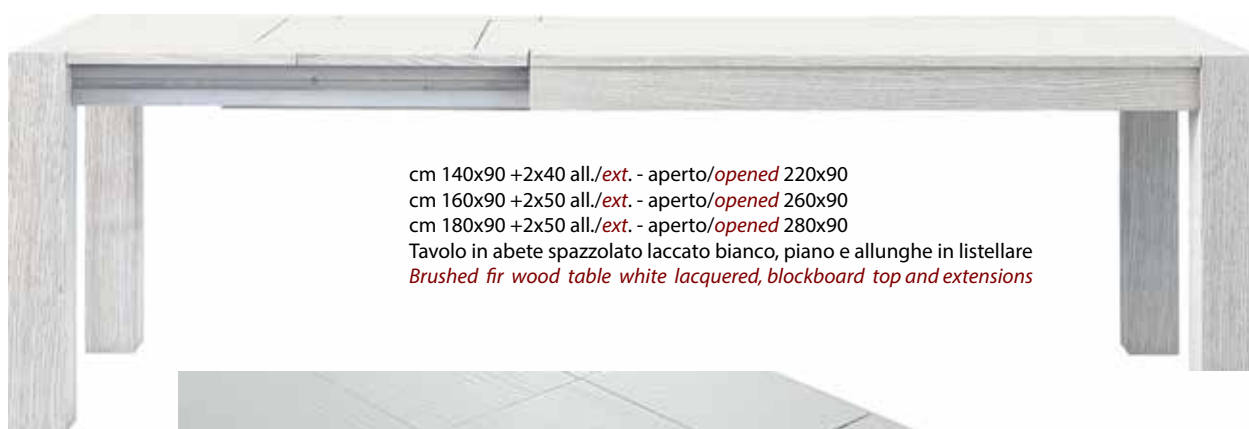 cm 140x90 +2x40 all./ext. - aperto/opened 220x90
cm 160x90 +2x50 all./ext. - aperto/opened 260x90
cm 180x90 +2x50 all./ext. - aperto/opened 280x90
Tavolo in abete spazzolato laccato bianco, piano e allunghe in listellare
Brushed fir wood table white lacquered, blockboard top and extensions